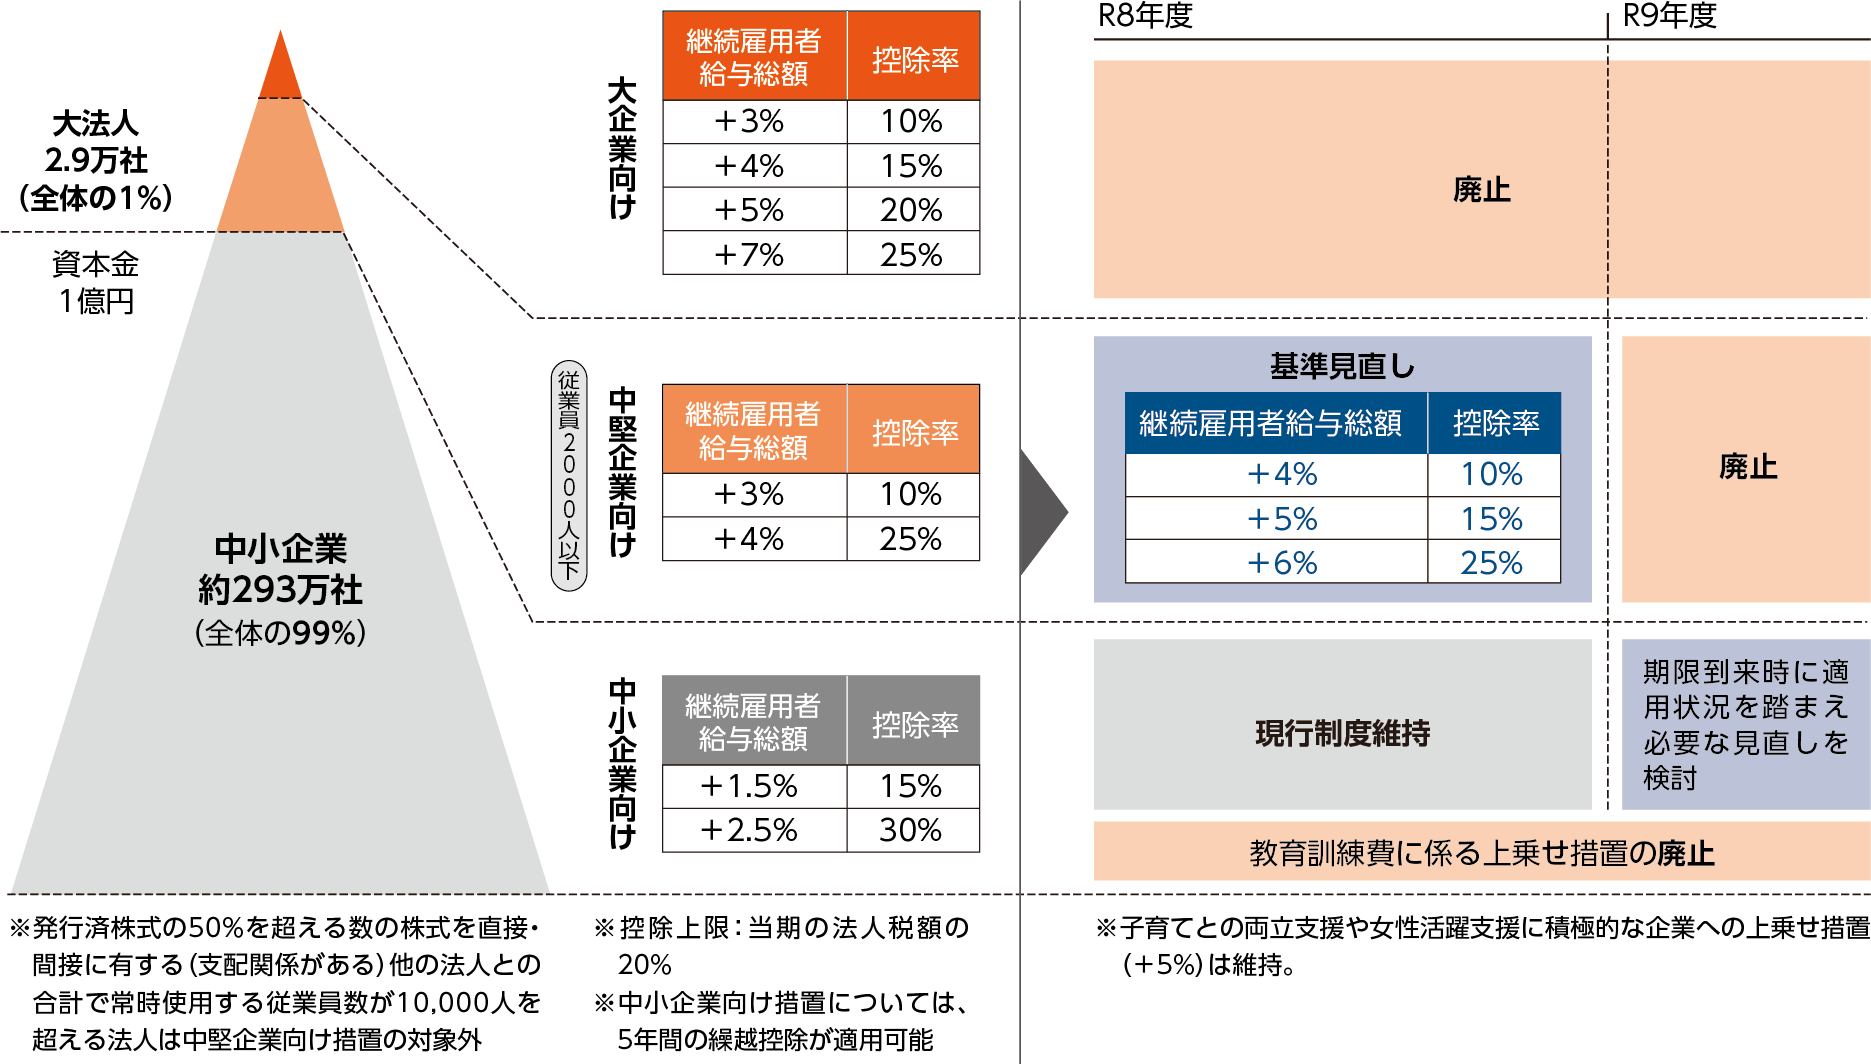 大法人
2.9万社
（全体の1%）
資本金
1億円
中小企業
約293万社
（全体の99%）
※発行済株式の50%を超える数の株式を直接・
間接に有する（支配関係がある）他の法人との
合計で常時使用する従業員数が10,000人を
超える法人は中堅企業向け措置の対象外
大企業向け
継続雇用者
給与総額
控除率
＋3% 10%
＋4% 15%
＋5% 20%
＋7% 25%
従業員2000人以下
中堅企業向け
継続雇用者
給与総額
控除率
＋3% 10%
＋4% 25%
中小企業向け
継続雇用者
給与総額
控除率
＋1.5% 15%
＋2.5% 30%
※控除上限：当期の法人税額の
20%
※中小企業向け措置については、
5年間の繰越控除が適用可能
R8年度
R9年度
廃止
基準見直し
継続雇用者給与総額 控除率
＋4% 10%
＋5% 15%
＋6% 25%
廃止
現行制度維持
期限到来時に適
用状況を踏まえ
必要な見直しを
検討
教育訓練費に係る上乗せ措置の廃止
※子育てとの両立支援や女性活躍支援に積極的な企業への上乗せ措置
（＋5%）は維持。